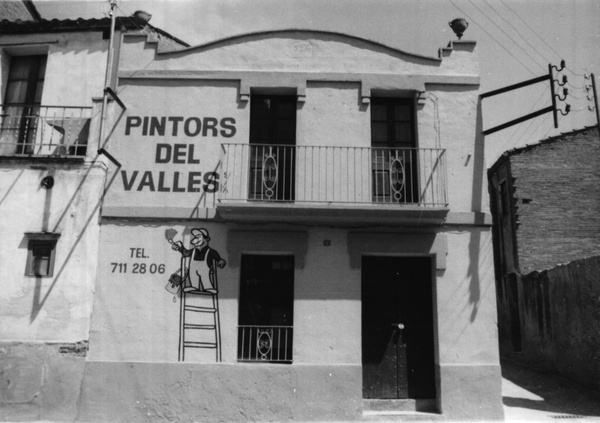 PINTORS
DEL
VALLES
TEL.
711 28 06